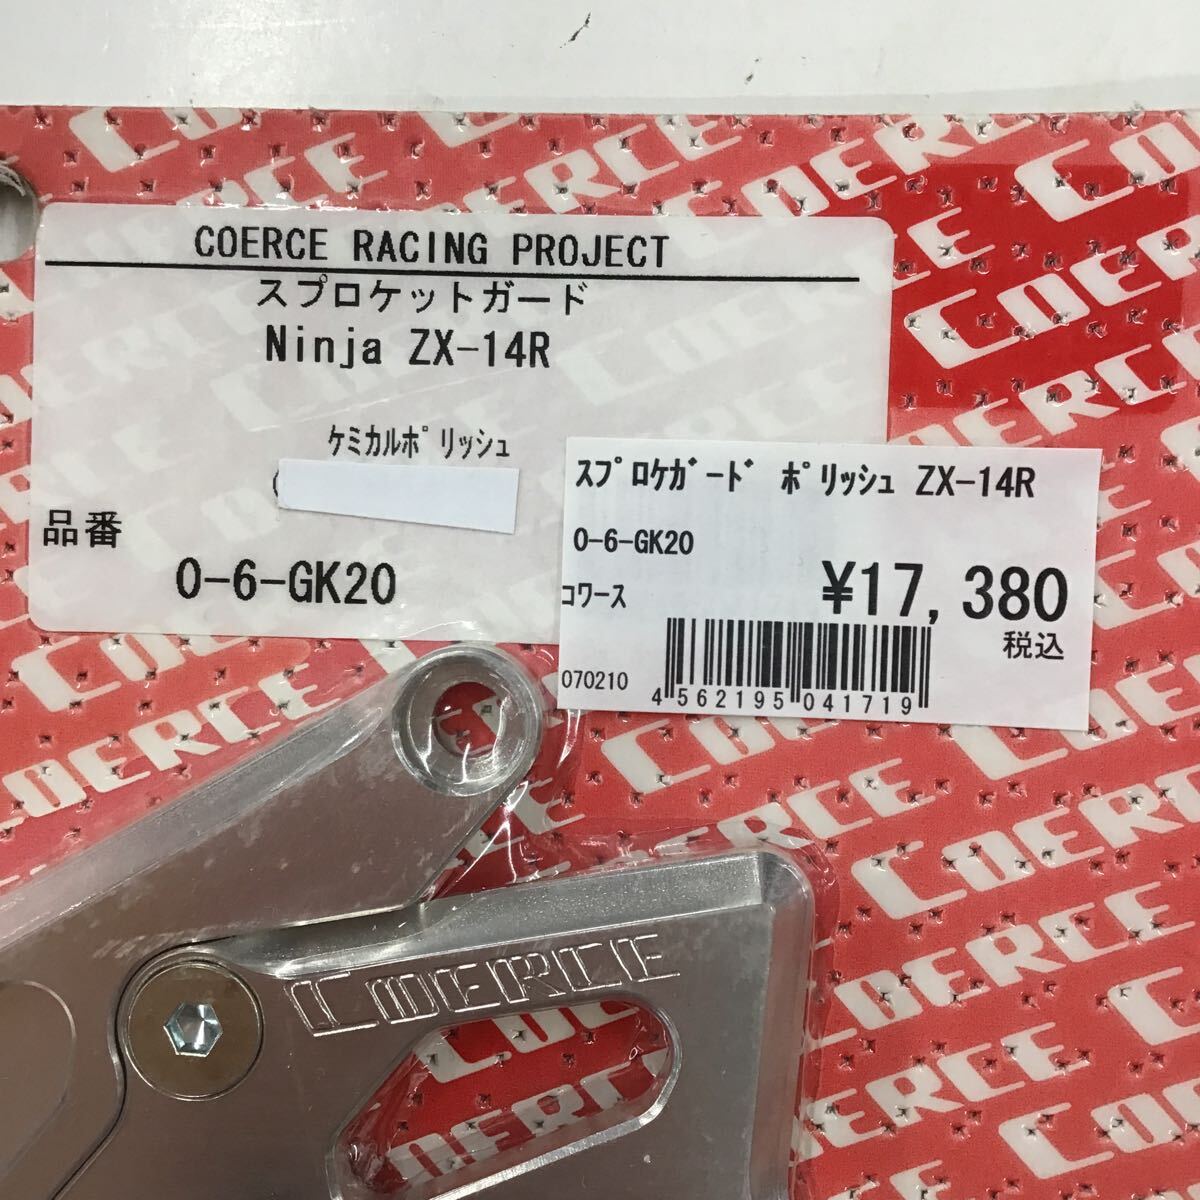 COERCE RACING PROJECT
スプロケットガード
Ninja ZX-14R
ケミカルポリッシュ
品番
0-6-GK20
スプロケガード ポリッシュ ZX-14R
0-6-GK20
コワース
¥17,380
税込
070210
4562195041719
COERCE